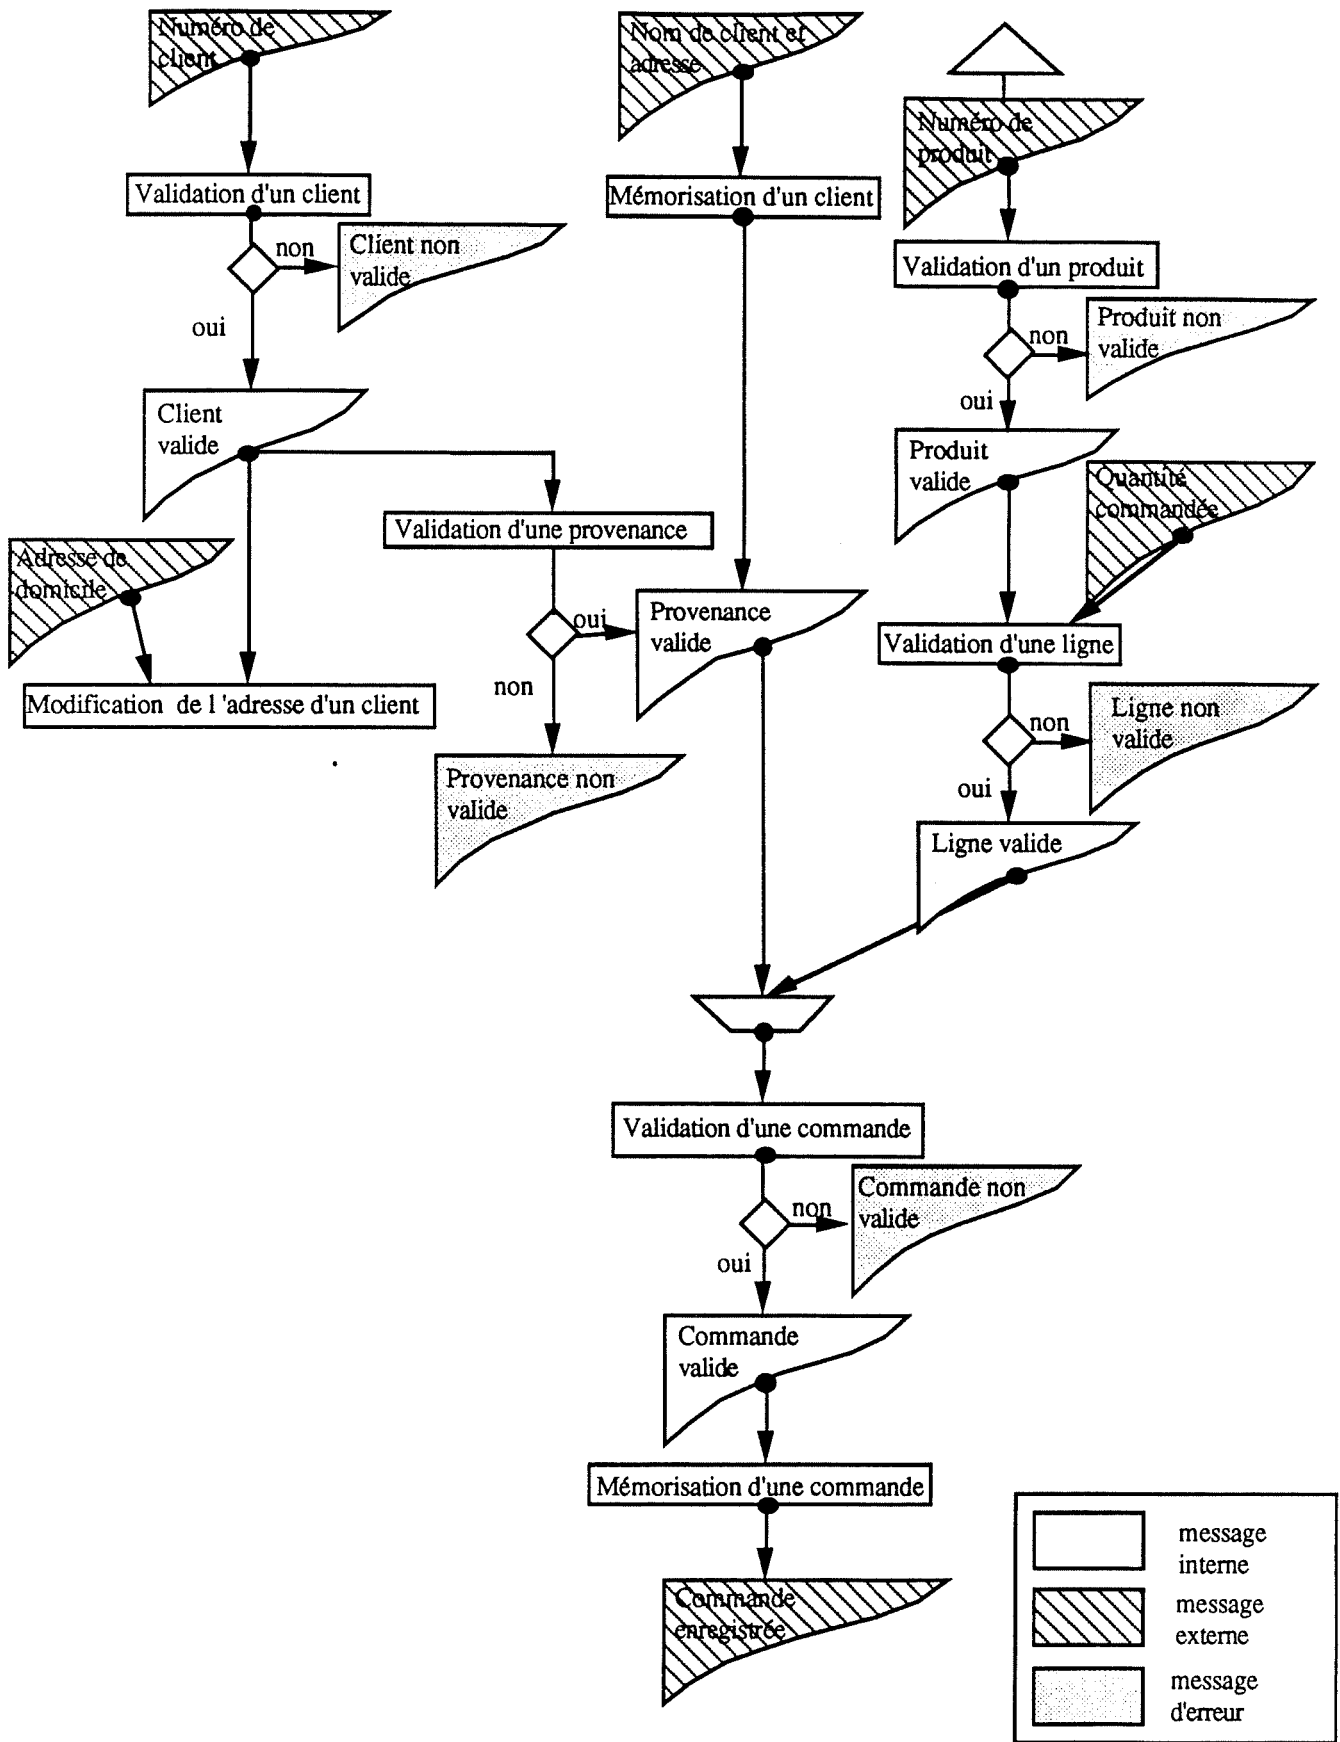 Numéro de
client
Nom de client et
adresse
Numéro de
produit
Validation d'un client
Mémorisation d'un client
non
Client non
valide
Validation d'un produit
oui
Produit non
valide
non
oui
Client
valide
Produit
valide
Quantité
commandée
Validation d'une provenance
Adresse de
domicile
oui
Provenance
valide
Validation d'une ligne
non
Modification de l 'adresse d'un client
Ligne non
valide
non
Provenance non
valide
oui
Ligne valide
Validation d'une commande
non
Commande non
valide
oui
Commande
valide
Mémorisation d'une commande
Commande
enregistrée
message
interne
message
externe
message
d'erreur